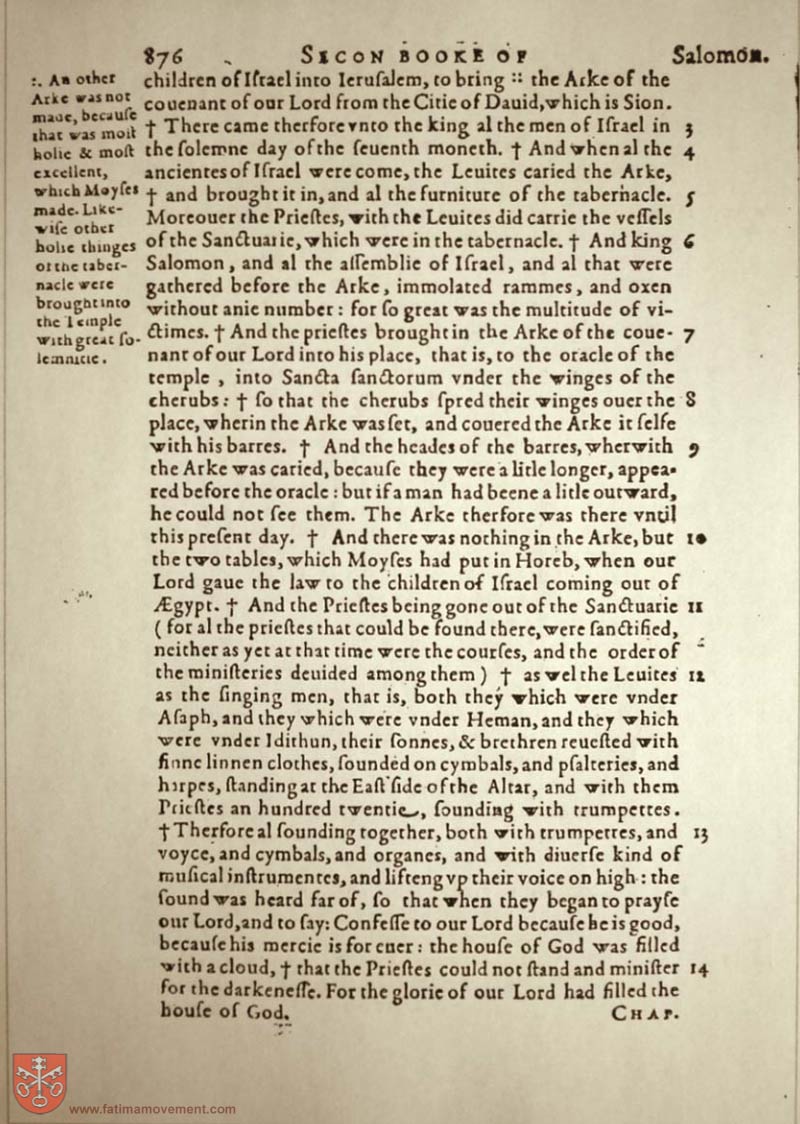 876 SECON BOOKE OF Salomon.
:. An other
Arke was not
made, becauſe
that was moſt
holie & moſt
excellent,
which Moyſes
made. Like-
wiſe other
holie thinges
of the taber-
nacle were
brought into
the Temple
with great ſo-
lemnitie.
children of Iſrael into Ieruſalem, to bring :: the Arke of the
couenant of our Lord from the Citie of Dauid, which is Sion.
† There came therfore vnto the king al the men of Iſrael in 3
the ſolemne day of the ſeuenth moneth. † And when al the 4
ancientes of Iſrael were come, the Leuites caried the Arke,
† and brought it in, and al the furniture of the tabernacle. 5
Moreouer the Prieſtes, with the Leuites did carrie the veſſels
of the Sanctuarie, which were in the tabernacle. † And king 6
Salomon, and al the aſſemblie of Iſrael, and al that were
gathered before the Arke, immolated rammes, and oxen
without anie number: for ſo great was the multitude of vi-
ctimes. † And the prieſtes brought in the Arke of the coue- 7
nant of our Lord into his place, that is, to the oracle of the
temple, into Sancta ſanctorum vnder the winges of the
cherubs: † ſo that the cherubs ſpred their winges ouer the 8
place, wherin the Arke was ſet, and couered the Arke it ſelfe
with his barres. † And the heades of the barres, wherwith 9
the Arke was caried, becauſe they were a litle longer, appea-
red before the oracle: but if a man had beene a litle outward,
he could not ſee them. The Arke therfore was there vntil
this preſent day. † And there was nothing in the Arke, but 10
the two tables, which Moyſes had put in Horeb, when our
Lord gaue the law to the children of Iſrael coming out of
Ægypt. † And the Prieſtes being gone out of the Sanctuarie 11
(for al the prieſtes that could be found there, were ſanctified,
neither as yet at that time were the courſes, and the order of
the miniſteries deuided among them) † as wel the Leuites 12
as the ſinging men, that is, both they which were vnder
Aſaph, and they which were vnder Heman, and they which
were vnder Idithun, their ſonnes, & brethren reueſted with
finne linnen clothes, ſounded on cymbals, and pſalteries, and
harpes, ſtanding at the Eaſt ſide of the Altar, and with them
Prieſtes an hundred twentie, ſounding with trumpettes.
† Therfore al ſounding together, both with trumpettes, and 13
voyce, and cymbals, and organes, and with diuerſe kind of
muſical inſtrumentes, and lifteng vp their voice on high: the
ſound was heard far of, ſo that when they began to prayſe
our Lord, and to ſay: Confeſſe to our Lord becauſe he is good,
becauſe his mercie is for euer: the houſe of God was filled
with a cloud, † that the Prieſtes could not ſtand and miniſter 14
for the darkeneſſe. For the glorie of our Lord had filled the
houſe of God. CHAP.
www.fatimamovement.com